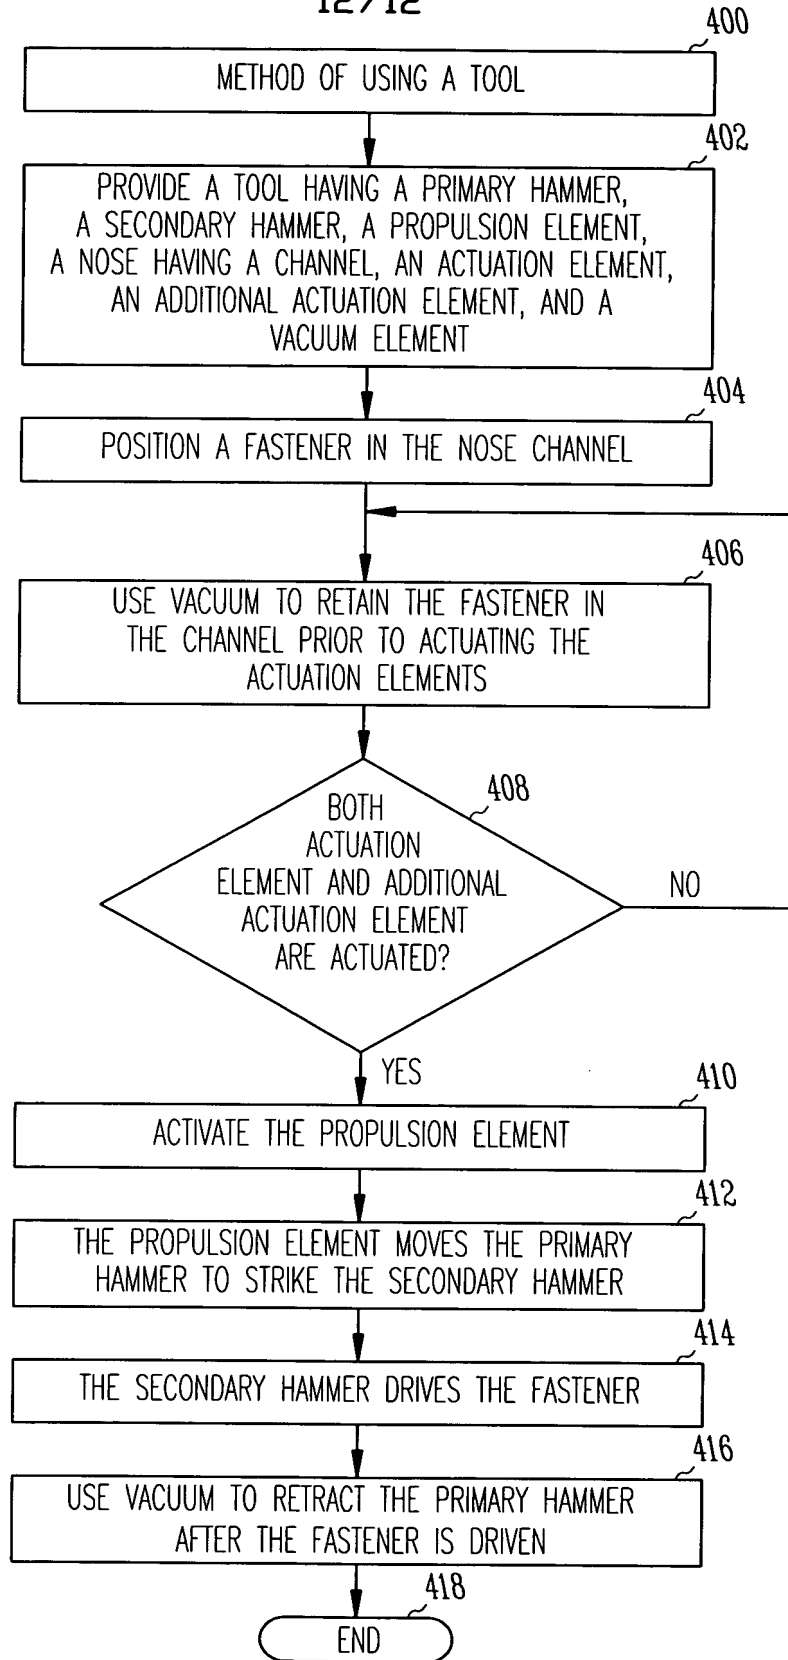 12/12
400
METHOD OF USING A TOOL
402
PROVIDE A TOOL HAVING A PRIMARY HAMMER,
A SECONDARY HAMMER, A PROPULSION ELEMENT,
A NOSE HAVING A CHANNEL, AN ACTUATION ELEMENT,
AN ADDITIONAL ACTUATION ELEMENT, AND A
VACUUM ELEMENT
404
POSITION A FASTENER IN THE NOSE CHANNEL
406
USE VACUUM TO RETAIN THE FASTENER IN
THE CHANNEL PRIOR TO ACTUATING THE
ACTUATION ELEMENTS
408
BOTH
ACTUATION
ELEMENT AND ADDITIONAL
ACTUATION ELEMENT
ARE ACTUATED?
NO
YES
410
ACTIVATE THE PROPULSION ELEMENT
412
THE PROPULSION ELEMENT MOVES THE PRIMARY
HAMMER TO STRIKE THE SECONDARY HAMMER
414
THE SECONDARY HAMMER DRIVES THE FASTENER
416
USE VACUUM TO RETRACT THE PRIMARY HAMMER
AFTER THE FASTENER IS DRIVEN
418
END